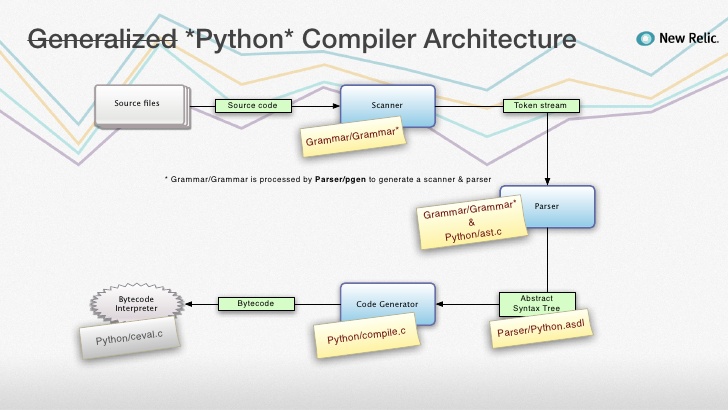 Generalized *Python* Compiler Architecture
New Relic.
Source files
Source code
Scanner
Token stream
Grammar/Grammar*
* Grammar/Grammar is processed by Parser/pgen to generate a scanner & parser
Parser
Grammar/Grammar*
&
Python/ast.c
Bytecode
Interpreter
Bytecode
Code Generator
Abstract
Syntax Tree
Python/ceval.c
Python/compile.c
Parser/Python.asdl